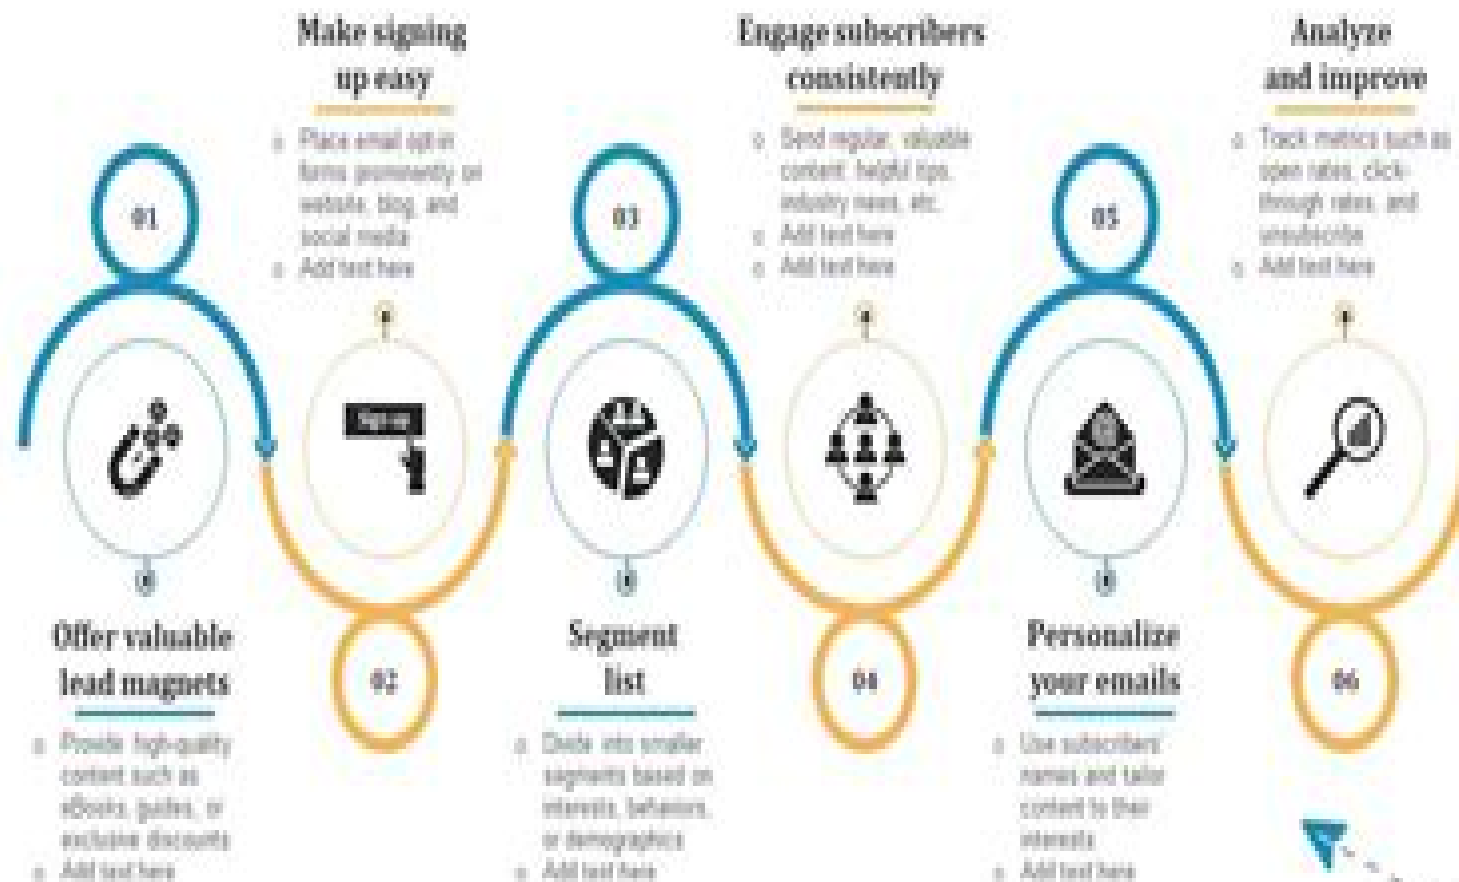 Make signing
up easy
o Place email opt-in
forms prominently on
website, blog, and
social media
o Add text here
Engage subscribers
consistently
o Send regular, valuable
content: helpful tips,
industry news, etc.
o Add text here
o Add text here
Analyze
and improve
o Track metrics such as
open rates, click-
through rates, and
unsubscribe
o Add text here
01
03
05
Sign up
Offer valuable
lead magnets
o Provide high-quality
content such as
eBooks, guides, or
exclusive discounts
o Add text here
02
Segment
list
o Divide into smaller
segments based on
interests, behaviors,
or demographics
o Add text here
04
Personalize
your emails
o Use subscribers'
names and tailor
content to their
interests
o Add text here
06